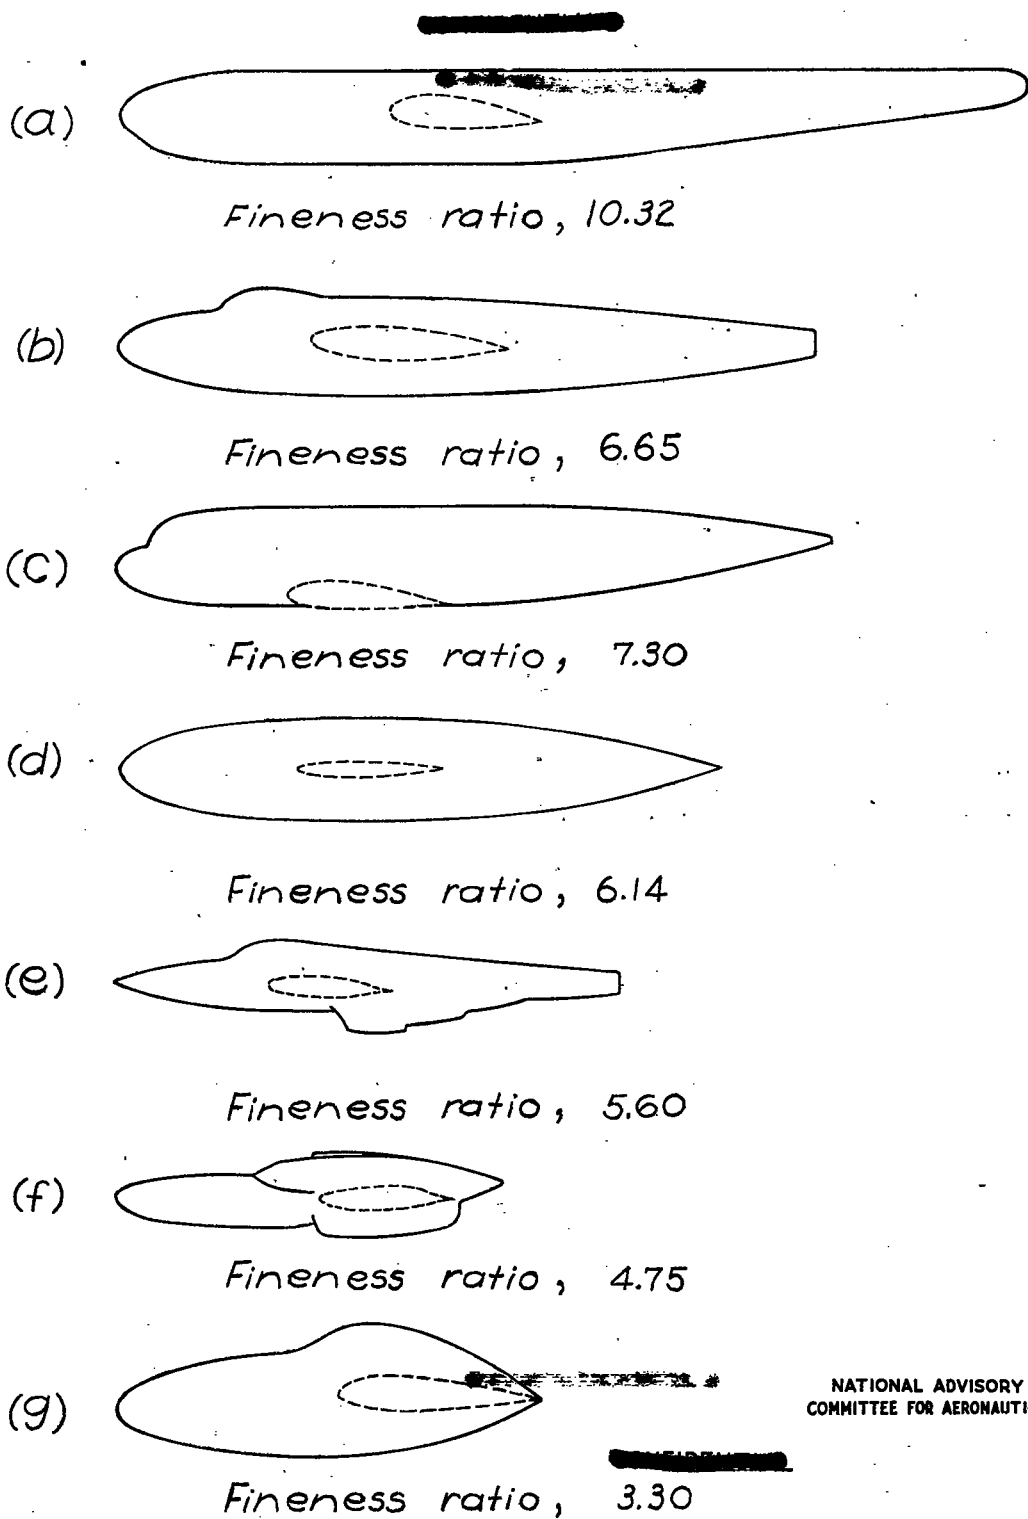 (a)
Fineness ratio, 10.32
(b)
Fineness ratio, 6.65
(c)
Fineness ratio, 7.30
(d)
Fineness ratio, 6.14
(e)
Fineness ratio, 5.60
(f)
Fineness ratio, 4.75
(g)
NATIONAL ADVISORY
COMMITTEE FOR AERONAUTI
Fineness ratio, 3.30